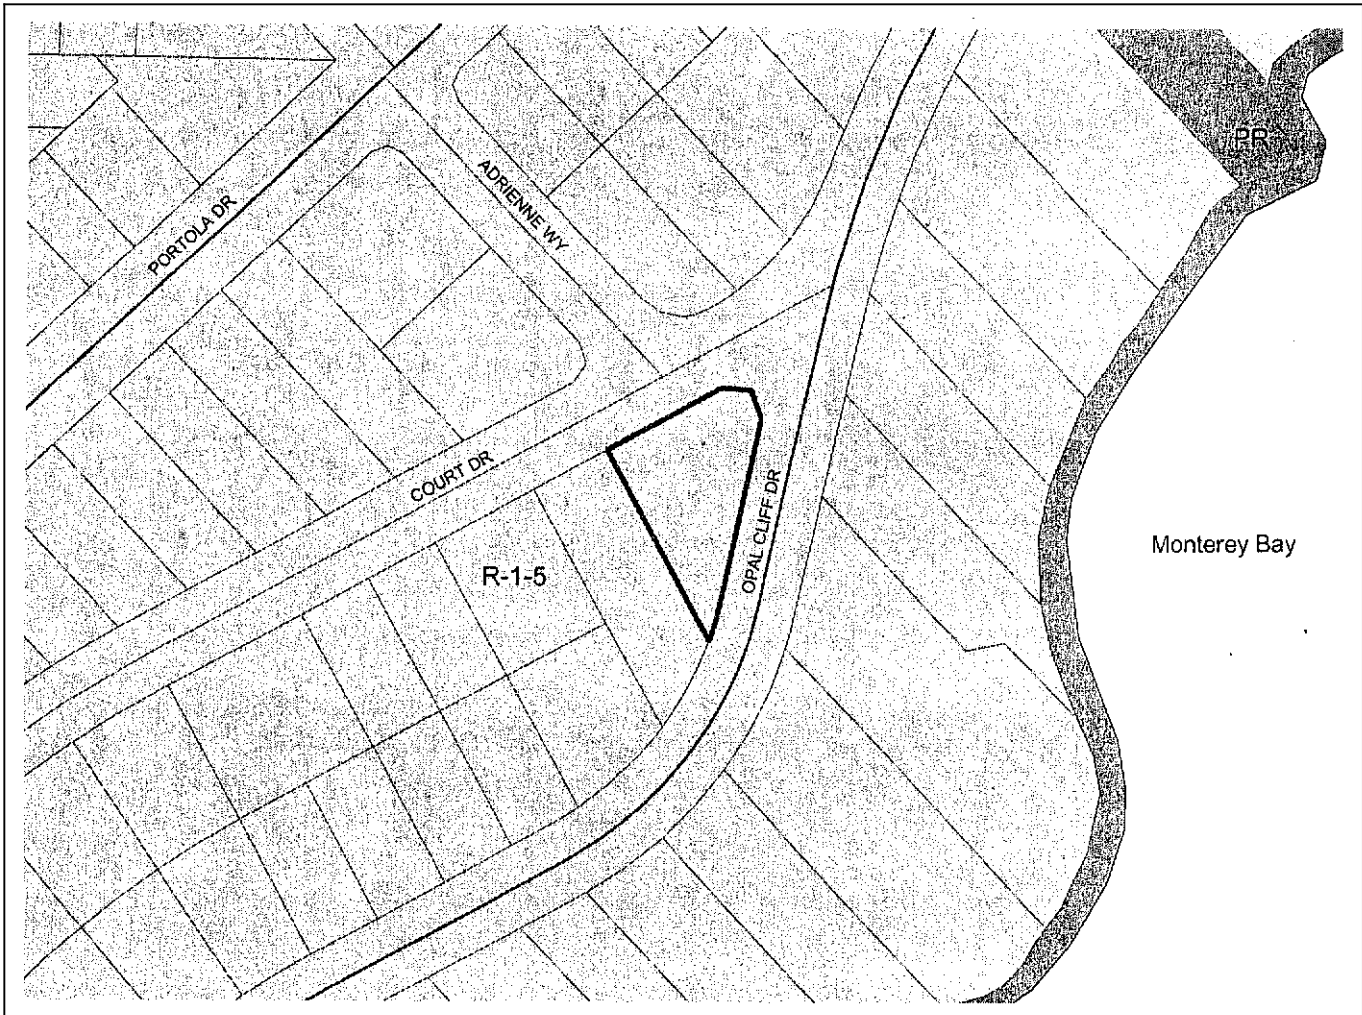 PR
ADRIENNE WY
PORTOLA DR
COURT DR
OPAL CLIFF DR
Monterey Bay
R-1-5